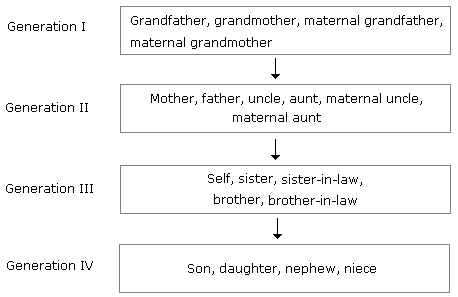 Generation I
Grandfather, grandmother, maternal grandfather,
maternal grandmother
Generation II
Mother, father, uncle, aunt, maternal uncle,
maternal aunt
Generation III
Self, sister, sister-in-law,
brother, brother-in-law
Generation IV
Son, daughter, nephew, niece